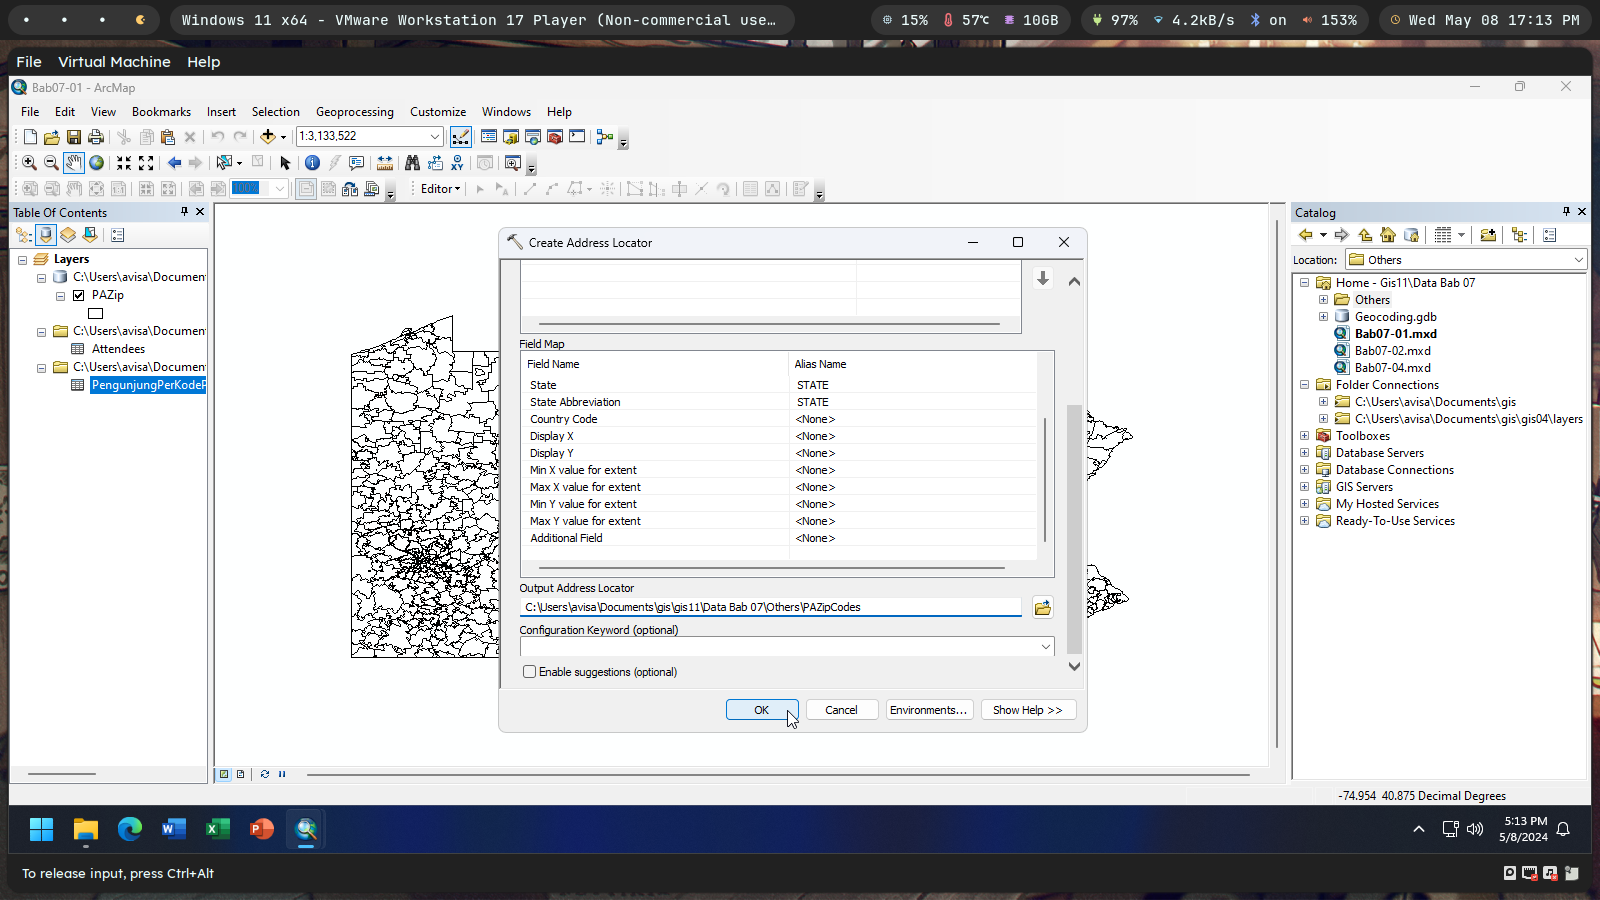 Windows 11 x64 - VMware Workstation 17 Player (Non-commercial use…
15%
57℃
10GB
97%
4.2kB/s
on
153%
Wed May 08 17:13 PM
File Virtual Machine Help
Bab07-01 - ArcMap
File Edit View Bookmarks Insert Selection Geoprocessing Customize Windows Help
1:3,133,522
100%
Editor
Table Of Contents
Layers
C:\Users\avisa\Documen
PAZip
C:\Users\avisa\Documen
Attendees
C:\Users\avisa\Documen
PengunjungPerKodeP
Create Address Locator
Field Map
Field Name Alias Name
State STATE
State Abbreviation STATE
Country Code <None>
Display X <None>
Display Y <None>
Min X value for extent <None>
Max X value for extent <None>
Min Y value for extent <None>
Max Y value for extent <None>
Additional Field <None>
Output Address Locator
C:\Users\avisa\Documents\gis\gis11\Data Bab 07\Others\PAZipCodes
Configuration Keyword (optional)
Enable suggestions (optional)
OK Cancel Environments... Show Help >>
Catalog
Location: Others
Home - Gis11\Data Bab 07
Others
Geocoding.gdb
Bab07-01.mxd
Bab07-02.mxd
Bab07-04.mxd
Folder Connections
C:\Users\avisa\Documents\gis
C:\Users\avisa\Documents\gis\gis04\layers
Toolboxes
Database Servers
Database Connections
GIS Servers
My Hosted Services
Ready-To-Use Services
-74.954 40.875 Decimal Degrees
5:13 PM
5/8/2024
To release input, press Ctrl+Alt